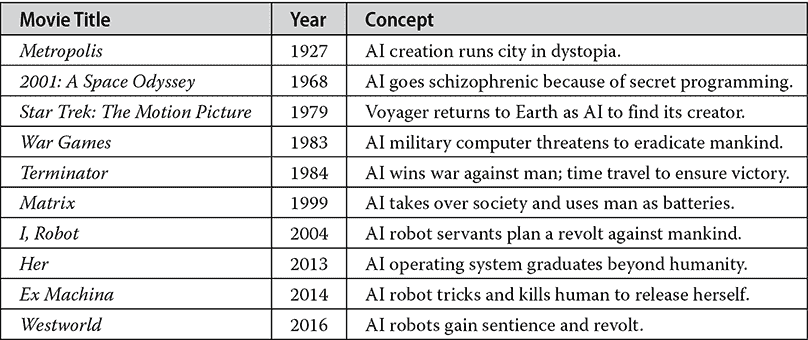 Movie Title Year Concept
Metropolis 1927 AI creation runs city in dystopia.
2001: A Space Odyssey 1968 AI goes schizophrenic because of secret programming.
Star Trek: The Motion Picture 1979 Voyager returns to Earth as AI to find its creator.
War Games 1983 AI military computer threatens to eradicate mankind.
Terminator 1984 AI wins war against man; time travel to ensure victory.
Matrix 1999 AI takes over society and uses man as batteries.
I, Robot 2004 AI robot servants plan a revolt against mankind.
Her 2013 AI operating system graduates beyond humanity.
Ex Machina 2014 AI robot tricks and kills human to release herself.
Westworld 2016 AI robots gain sentience and revolt.